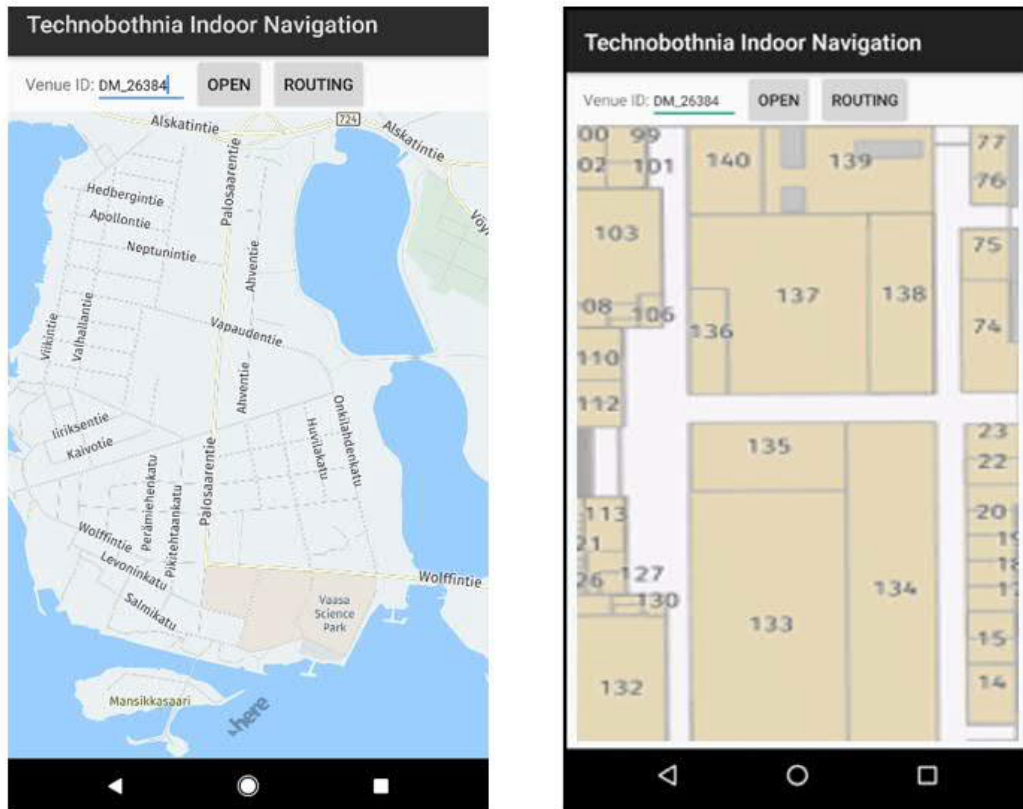 Technobothnia Indoor Navigation
Venue ID: DM_26384 OPEN ROUTING
Alskatintie
724
Alskatintie
Hedbergintie
Palosaarentie
Apollontie
Neptunintie
Ahventie
Vapaudentie
Viikintie
Valhallantie
Ahventie
Iiriksentie
Kaivotie
Huvilakatu
Onkilahdenkatu
Palosaarentie
Perämiehenkatu
Pikitehtaankatu
Wolffintie
Levoninkatu
Wolffintie
Salmikatu
Vaasa
Science
Park
Mansikkasaari
here
Technobothnia Indoor Navigation
Venue ID: DM_26384 OPEN ROUTING
99 77
101 140 139
76
103 75
137 138
106 136 74
110
112
23
135 22
113 20
127 134
130 133 15
132 14